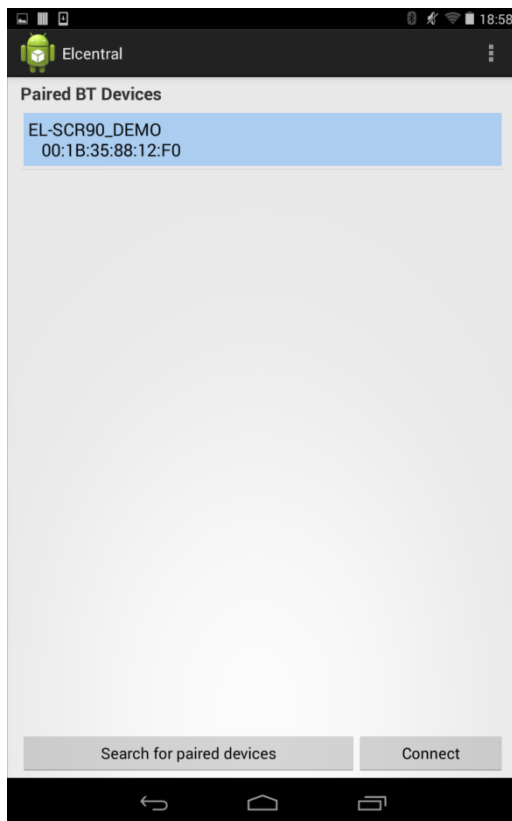 18:58
Elcentral
Paired BT Devices
EL-SCR90_DEMO
00:1B:35:88:12:F0
Search for paired devices
Connect